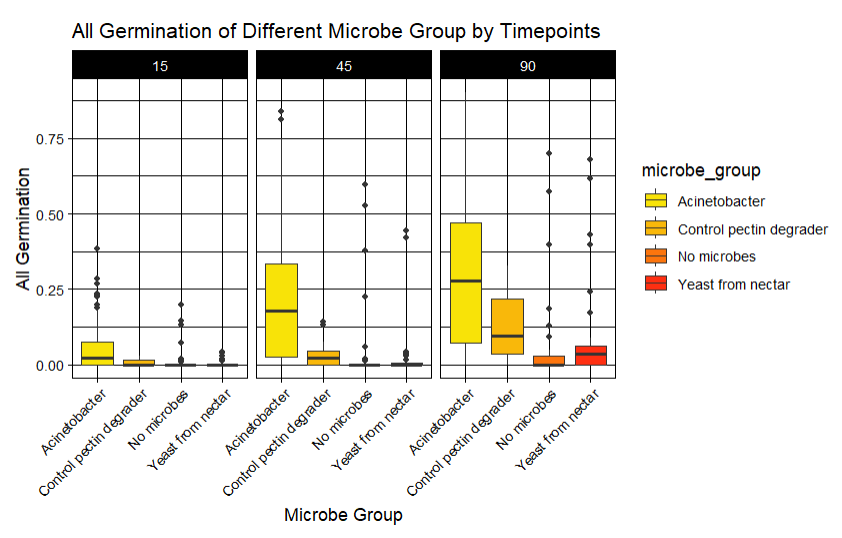 All Germination of Different Microbe Group by Timepoints
15
45
90
All Germination
0.75
0.50
0.25
0.00
Acinetobacter
Control pectin degrader
No microbes
Yeast from nectar
Acinetobacter
Control pectin degrader
No microbes
Yeast from nectar
Acinetobacter
Control pectin degrader
No microbes
Yeast from nectar
Microbe Group
microbe_group
Acinetobacter
Control pectin degrader
No microbes
Yeast from nectar